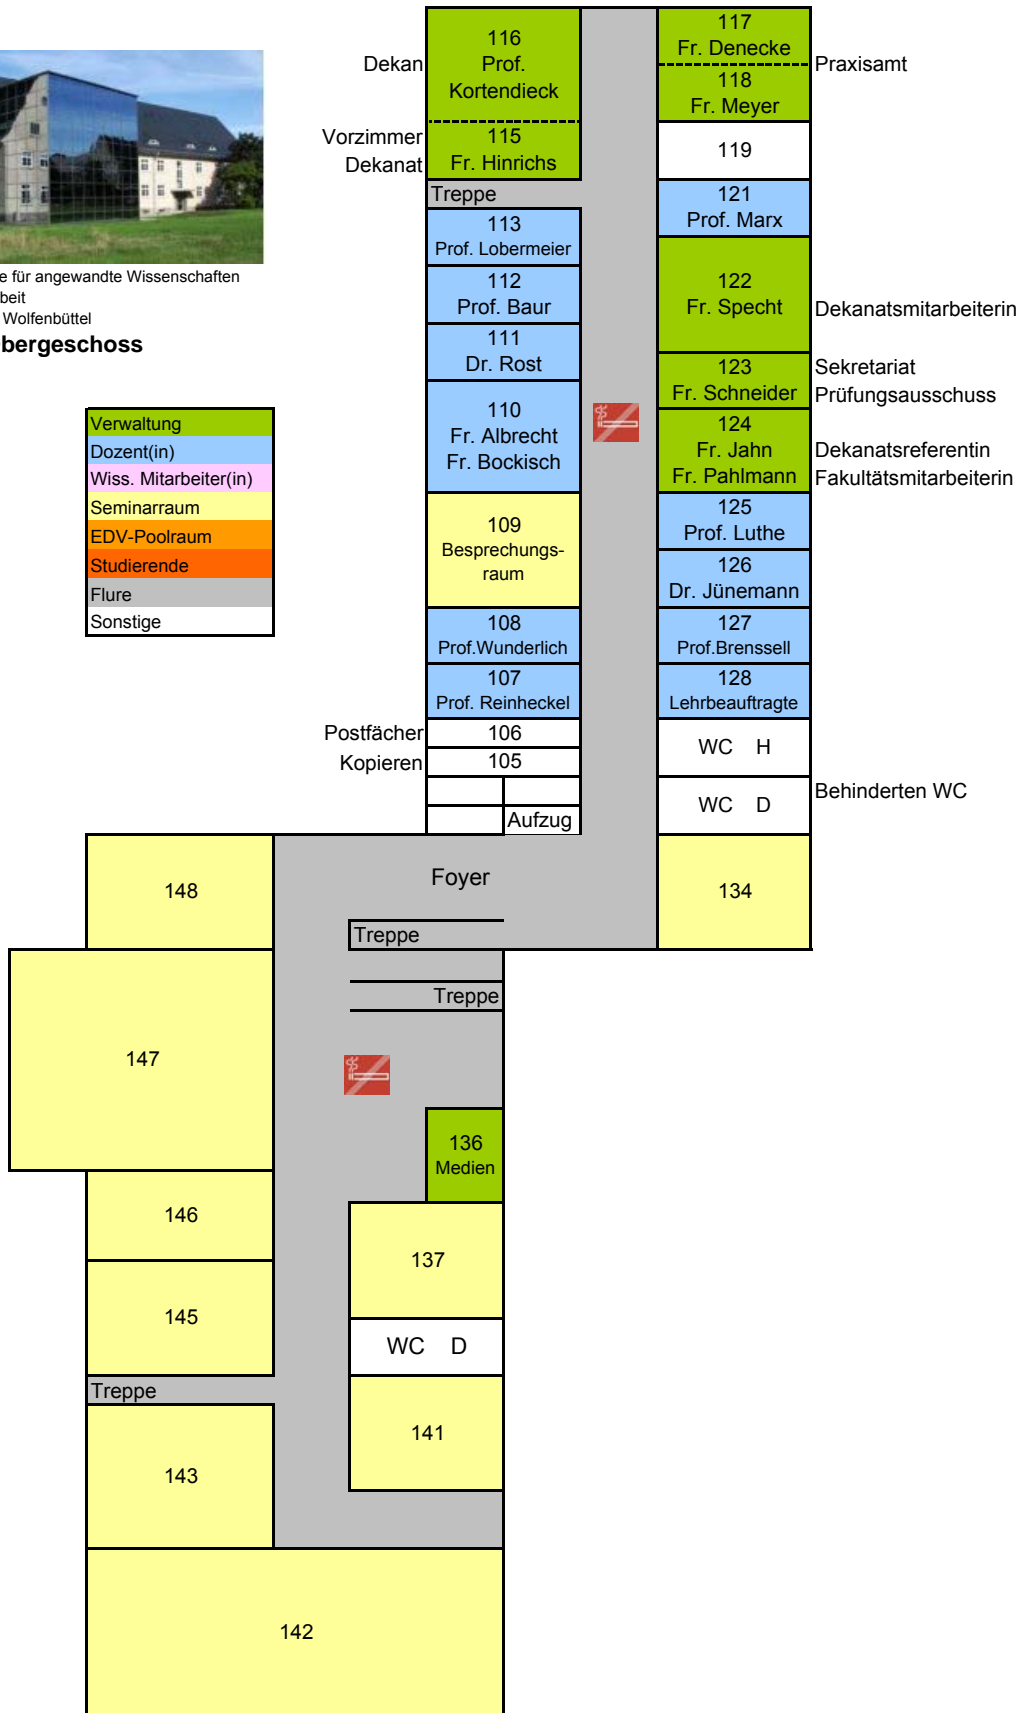 116
Prof.
Kortendieck
Dekan
117
Fr. Denecke
118
Fr. Meyer
Praxisamt
Vorzimmer
Dekanat
115
Fr. Hinrichs
119
Treppe
121
Prof. Marx
113
Prof. Lobermeier
112
Prof. Baur
122
Fr. Specht
Dekanatsmitarbeiterin
e für angewandte Wissenschaften
beit
Wolfenbüttel
bergeschoss
111
Dr. Rost
123
Fr. Schneider
Sekretariat
Prüfungsausschuss
110
Fr. Albrecht
Fr. Bockisch
124
Fr. Jahn
Fr. Pahlmann
Dekanatsreferentin
Fakultätsmitarbeiterin
Verwaltung
Dozent(in)
Wiss. Mitarbeiter(in)
Seminarraum
EDV-Poolraum
Studierende
Flure
Sonstige
109
Besprechungs-
raum
125
Prof. Luthe
126
Dr. Jünemann
108
Prof.Wunderlich
127
Prof.Brenssell
107
Prof. Reinheckel
128
Lehrbeauftragte
Postfächer
106
Kopieren
105
WC H
WC D
Behinderten WC
Aufzug
148
Foyer
134
Treppe
Treppe
147
136
Medien
146
137
145
WC D
Treppe
141
143
142